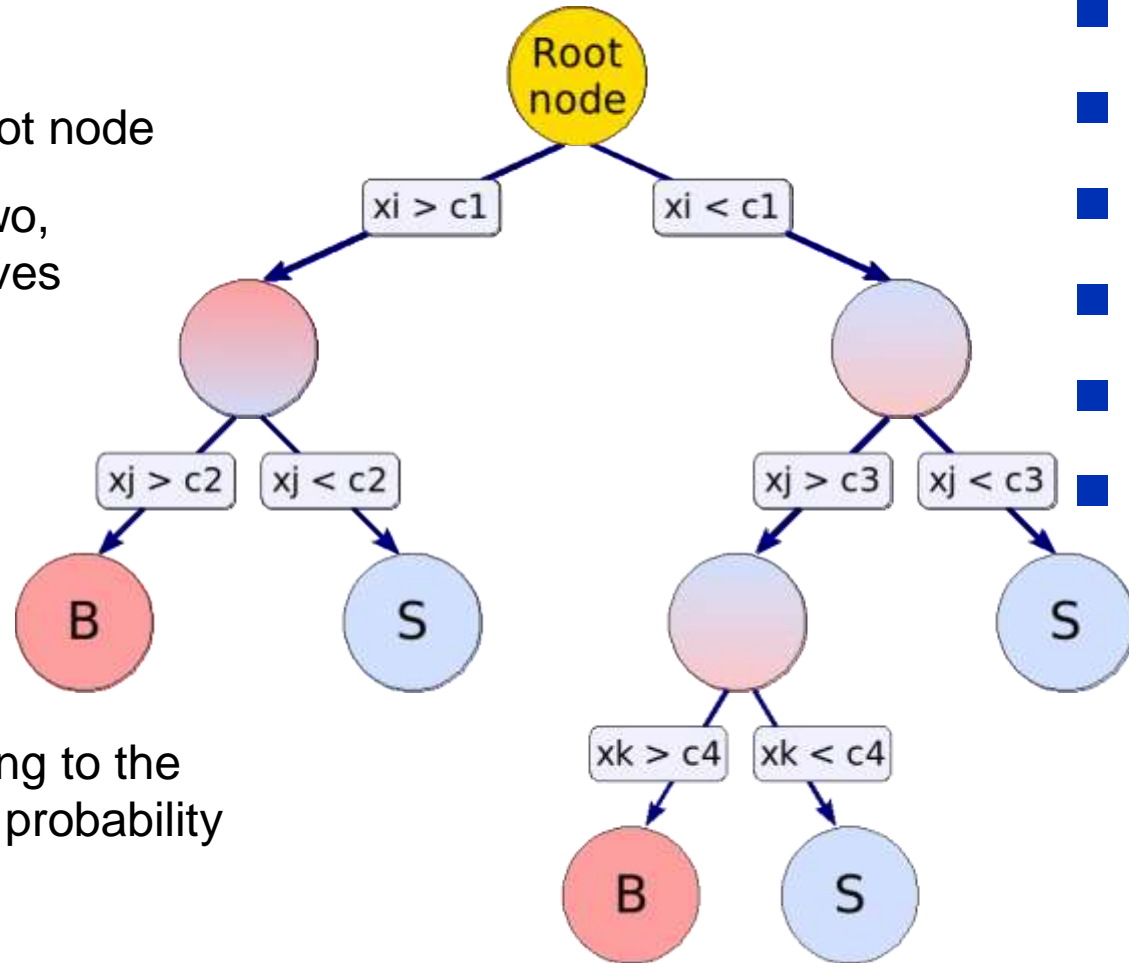 Root
node
ot node
xi > c1
xi < c1
vo,
ves
xj > c2
xj < c2
xj > c3
xj < c3
B
S
S
ng to the
probability
xk > c4
xk < c4
B
S